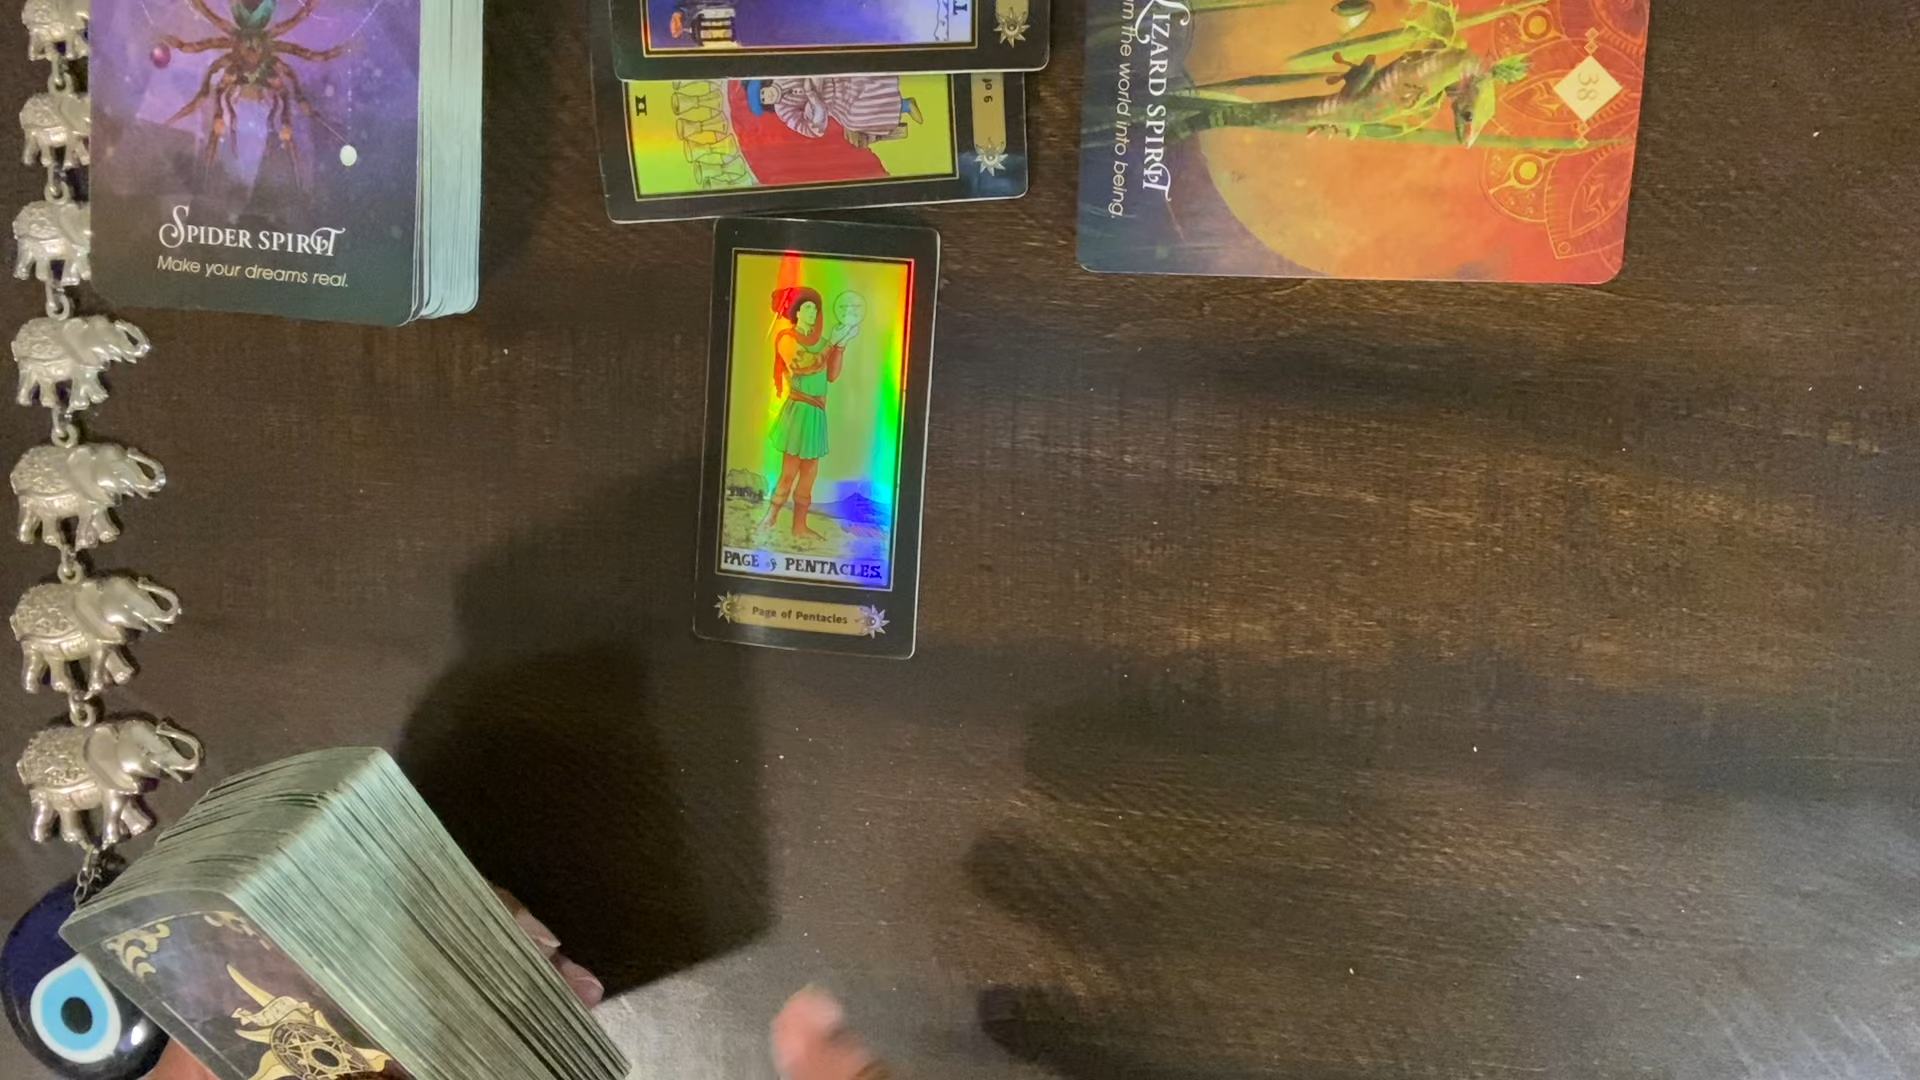 SPIDER SPIRIT
Make your dreams real.
IX
LIZARD SPIRIT
the world into being.
38
PAGE of PENTACLES.
Page of Pentacles